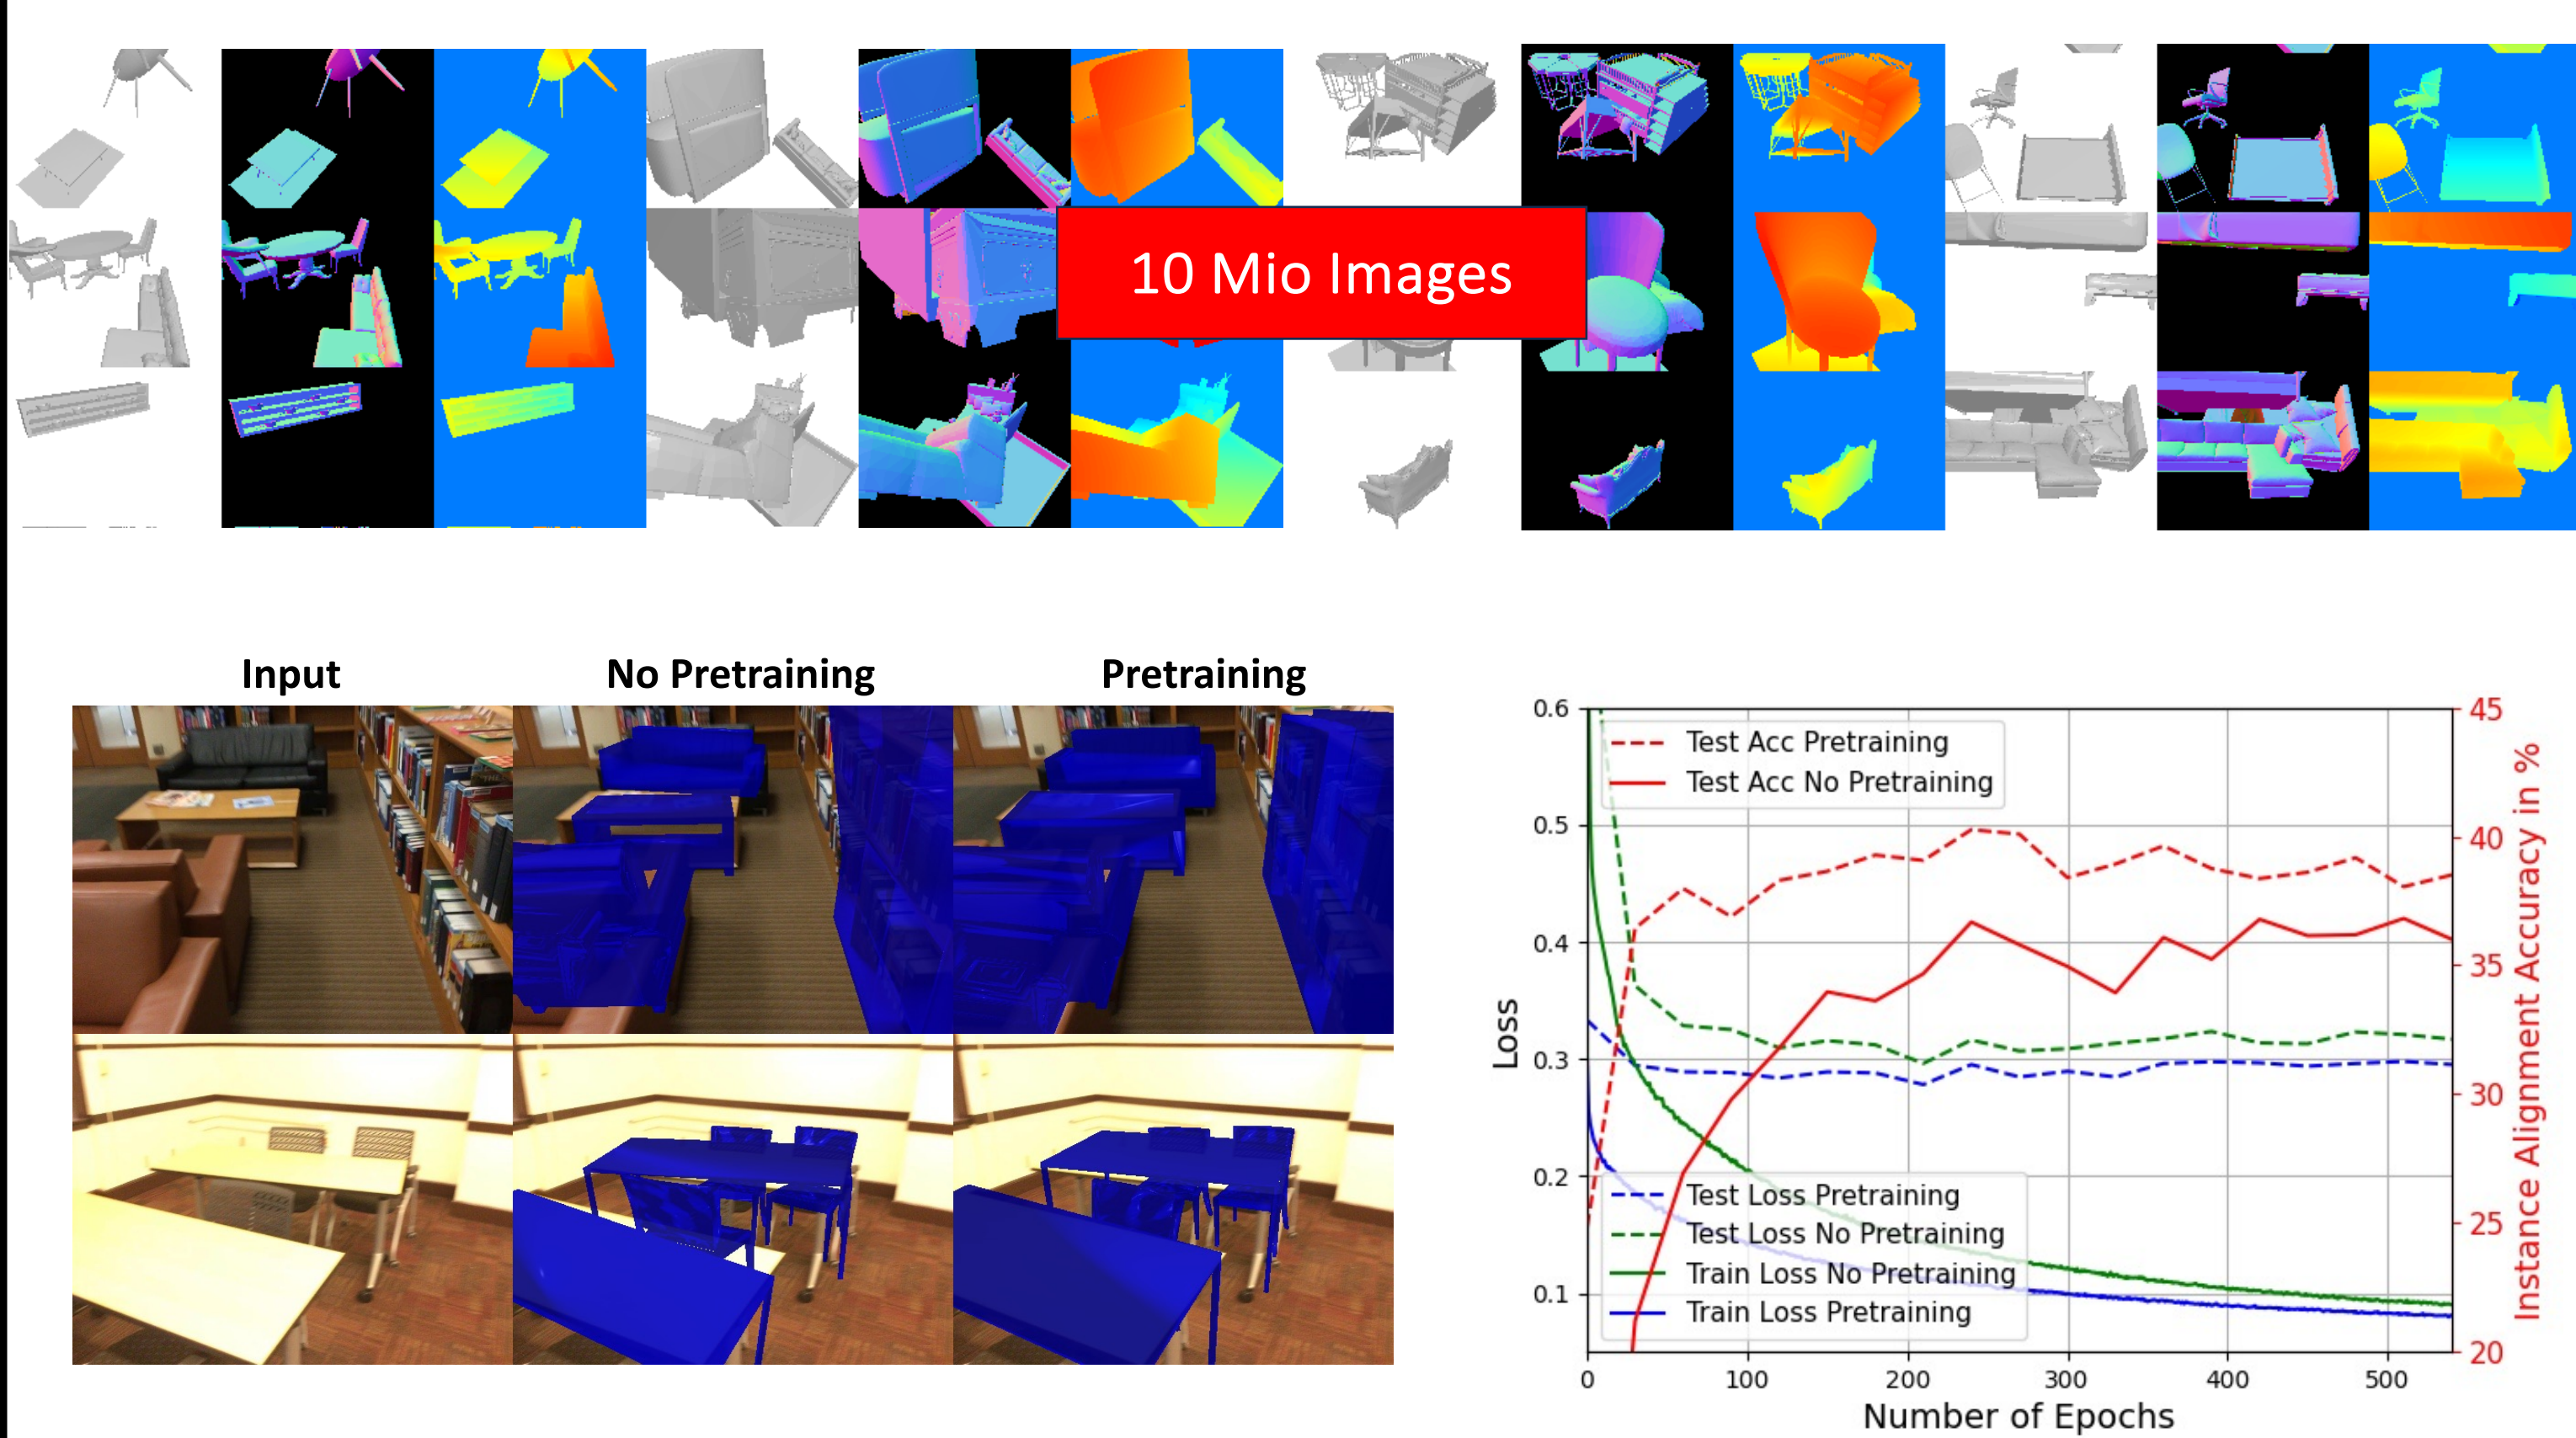 10 Mio Images
Input
No Pretraining
Pretraining
0.6
0.5
0.4
0.3
0.2
0.1
Loss
Test Acc Pretraining
Test Acc No Pretraining
Test Loss Pretraining
Test Loss No Pretraining
Train Loss No Pretraining
Train Loss Pretraining
45
40
35
30
25
20
Instance Alignment Accuracy in %
0 100 200 300 400 500
Number of Epochs